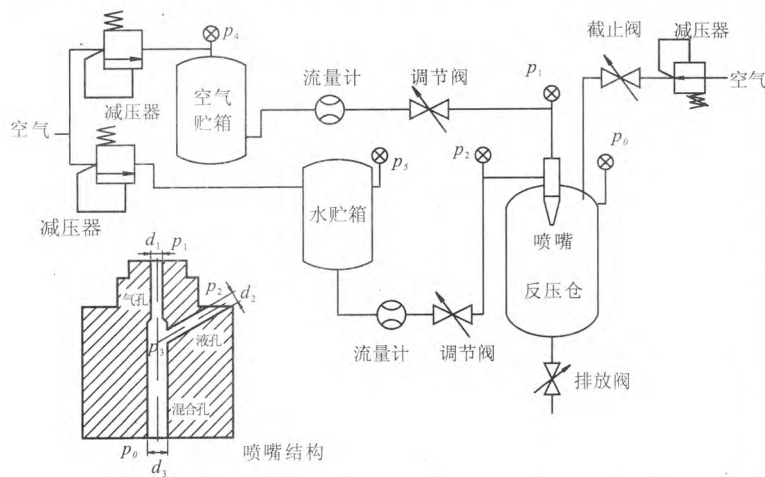 减压器
p4
截止阀
减压器
空气
空气贮箱
流量计
调节阀
p1
空气
减压器
p5
p2
p0
水贮箱
喷嘴
反压仓
流量计
调节阀
排放阀
d1
p1
p2
d2
气孔
液孔
p3
混合孔
p0
d3
喷嘴结构